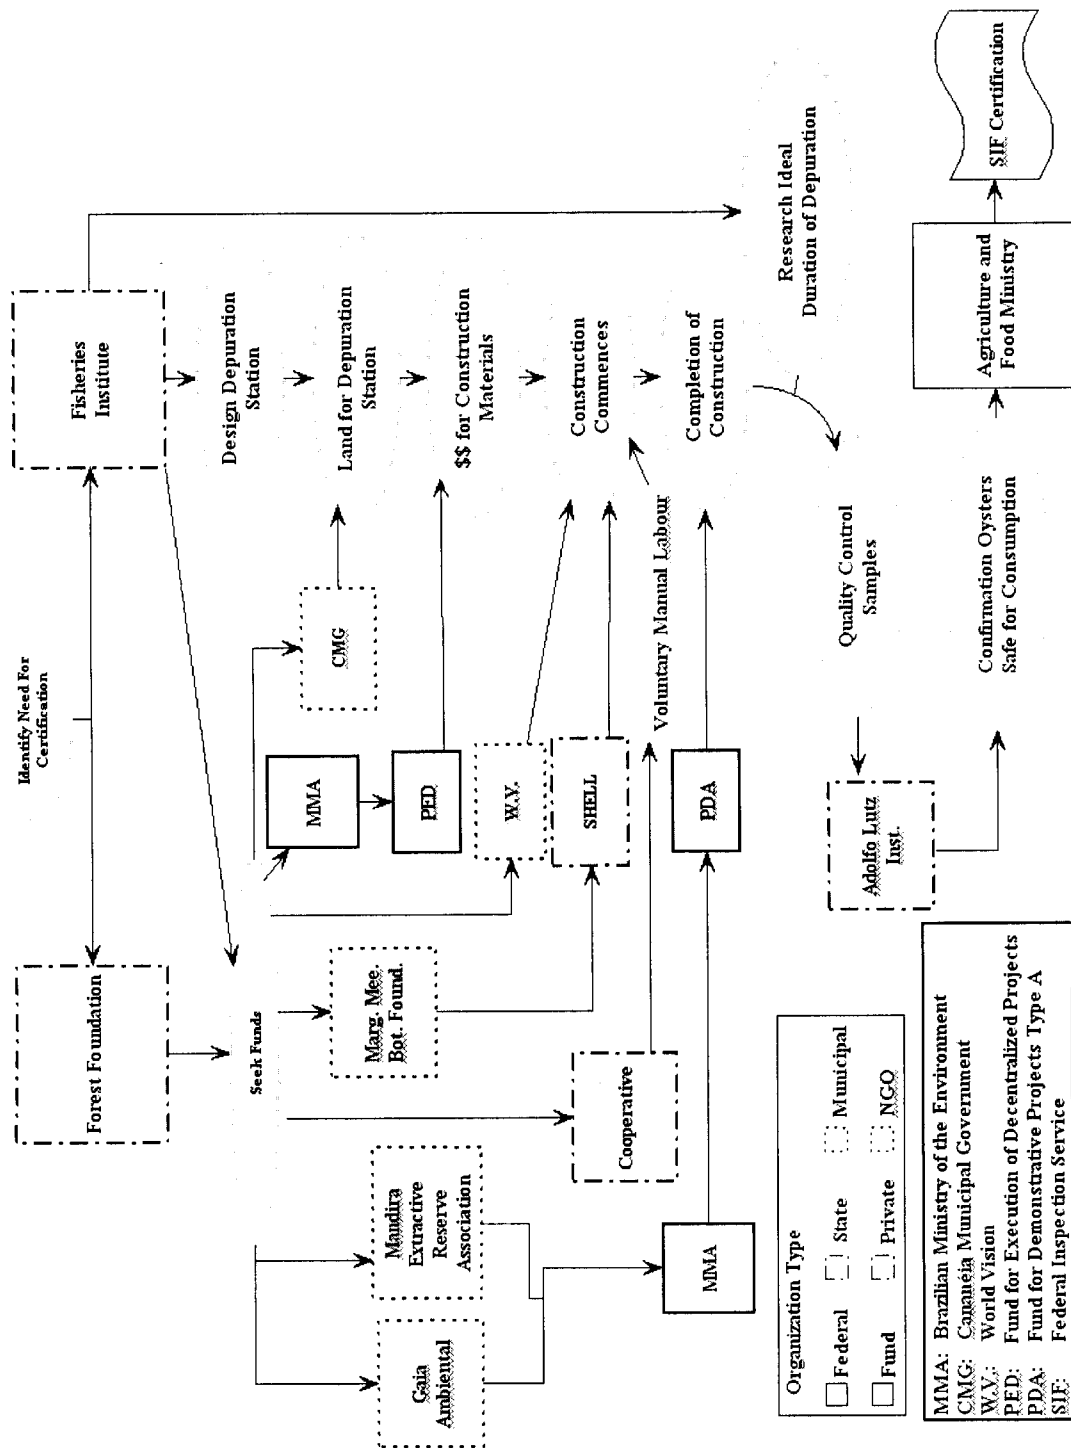 Identify Need For
Certification
Forest Foundation
Fisheries
Institute
Seek Funds
Design Depuration
Station
Land for Depuration
Station
$$ for Construction
Materials
Construction
Commences
Completion of
Construction
Research Ideal
Duration of Depuration
CMG
MMA
PED
W.V.
SHELL
Marg. Mee.
Bot. Found.
Mandira
Extractive
Reserve
Association
Gaia
Ambiental
Cooperative
Voluntary Manual Labour
MMA
PDA
Quality Control
Samples
Adolfo Lutz
Inst.
Confirmation Oysters
Safe for Consumption
Agriculture and
Food Ministry
SIF Certification
Organization Type
Federal State Municipal
Fund Private NGO
MMA: Brazilian Ministry of the Environment
CMG: Cananéia Municipal Government
W.V.: World Vision
PED: Fund for Execution of Decentralized Projects
PDA: Fund for Demonstrative Projects Type A
SIF: Federal Inspection Service